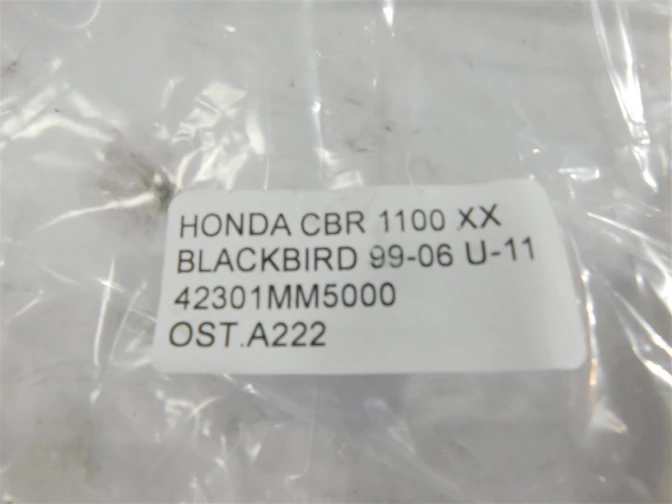 HONDA CBR 1100 XX
BLACKBIRD 99-06 U-11
42301MM5000
OST.A222